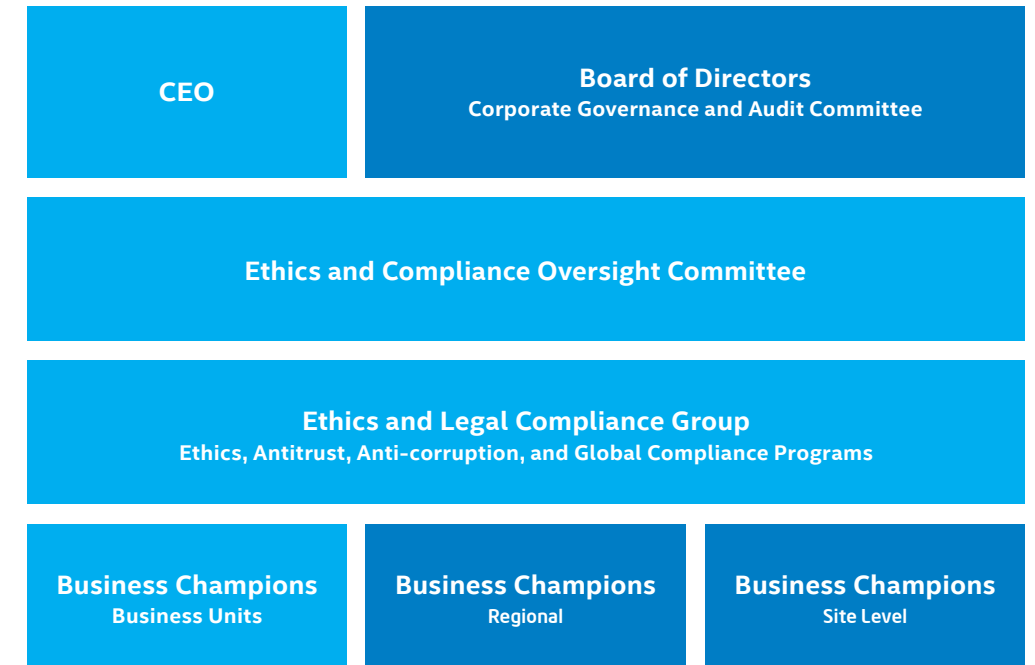 CEO
Board of Directors
Corporate Governance and Audit Committee
Ethics and Compliance Oversight Committee
Ethics and Legal Compliance Group
Ethics, Antitrust, Anti-corruption, and Global Compliance Programs
Business Champions
Business Units
Business Champions
Regional
Business Champions
Site Level